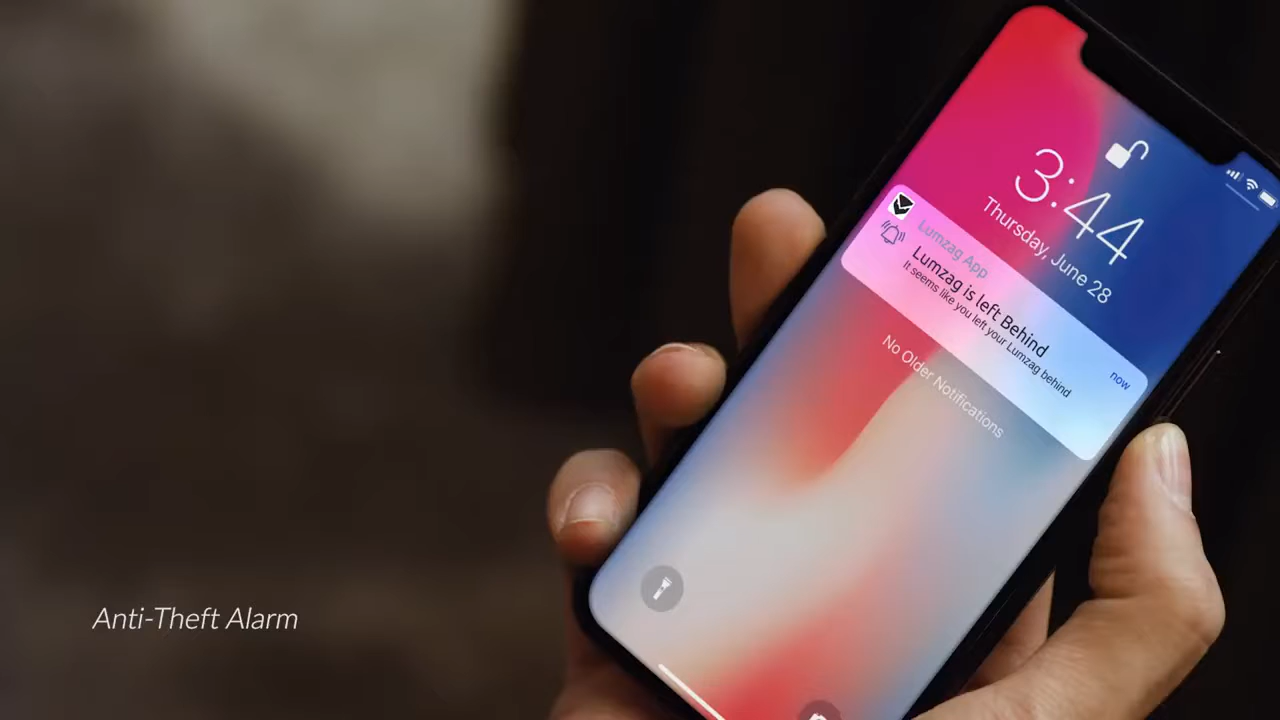 3:44
Thursday, June 28
Lumzag App
Lumzag is left Behind
It seems like you left your Lumzag behind
now
No Older Notifications
Anti-Theft Alarm